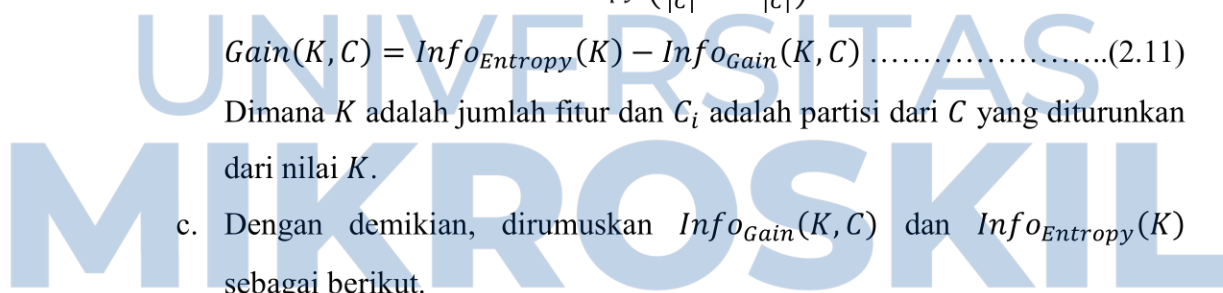 |C| |C|
Gain(K, C) = Info_Entropy(K) − Info_Gain(K, C) ........................(2.11)
Dimana K adalah jumlah fitur dan C_i adalah partisi dari C yang diturunkan
dari nilai K.
c. Dengan demikian, dirumuskan Info_Gain(K, C) dan Info_Entropy(K)
sebagai berikut.
UNIVERSITAS
MIKROSKIL